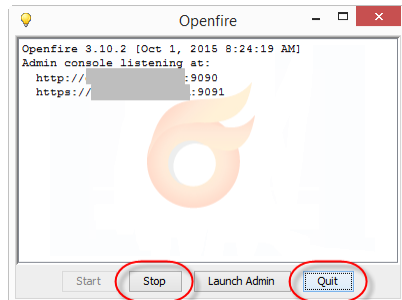 Openfire
Openfire 3.10.2 [Oct 1, 2015 8:24:19 AM]
Admin console listening at:
http:// :9090
https:// :9091
Start Stop Launch Admin Quit